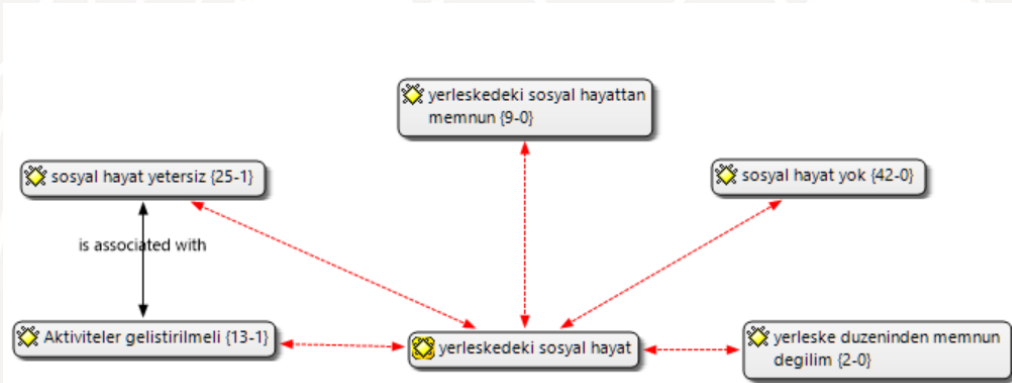 yerleskedeki sosyal hayattan
memnun {9-0}
sosyal hayat yetersiz {25-1}
sosyal hayat yok {42-0}
is associated with
Aktiviteler gelistirilmeli {13-1}
yerleskedeki sosyal hayat
yerleske duzeninden memnun
degilim {2-0}